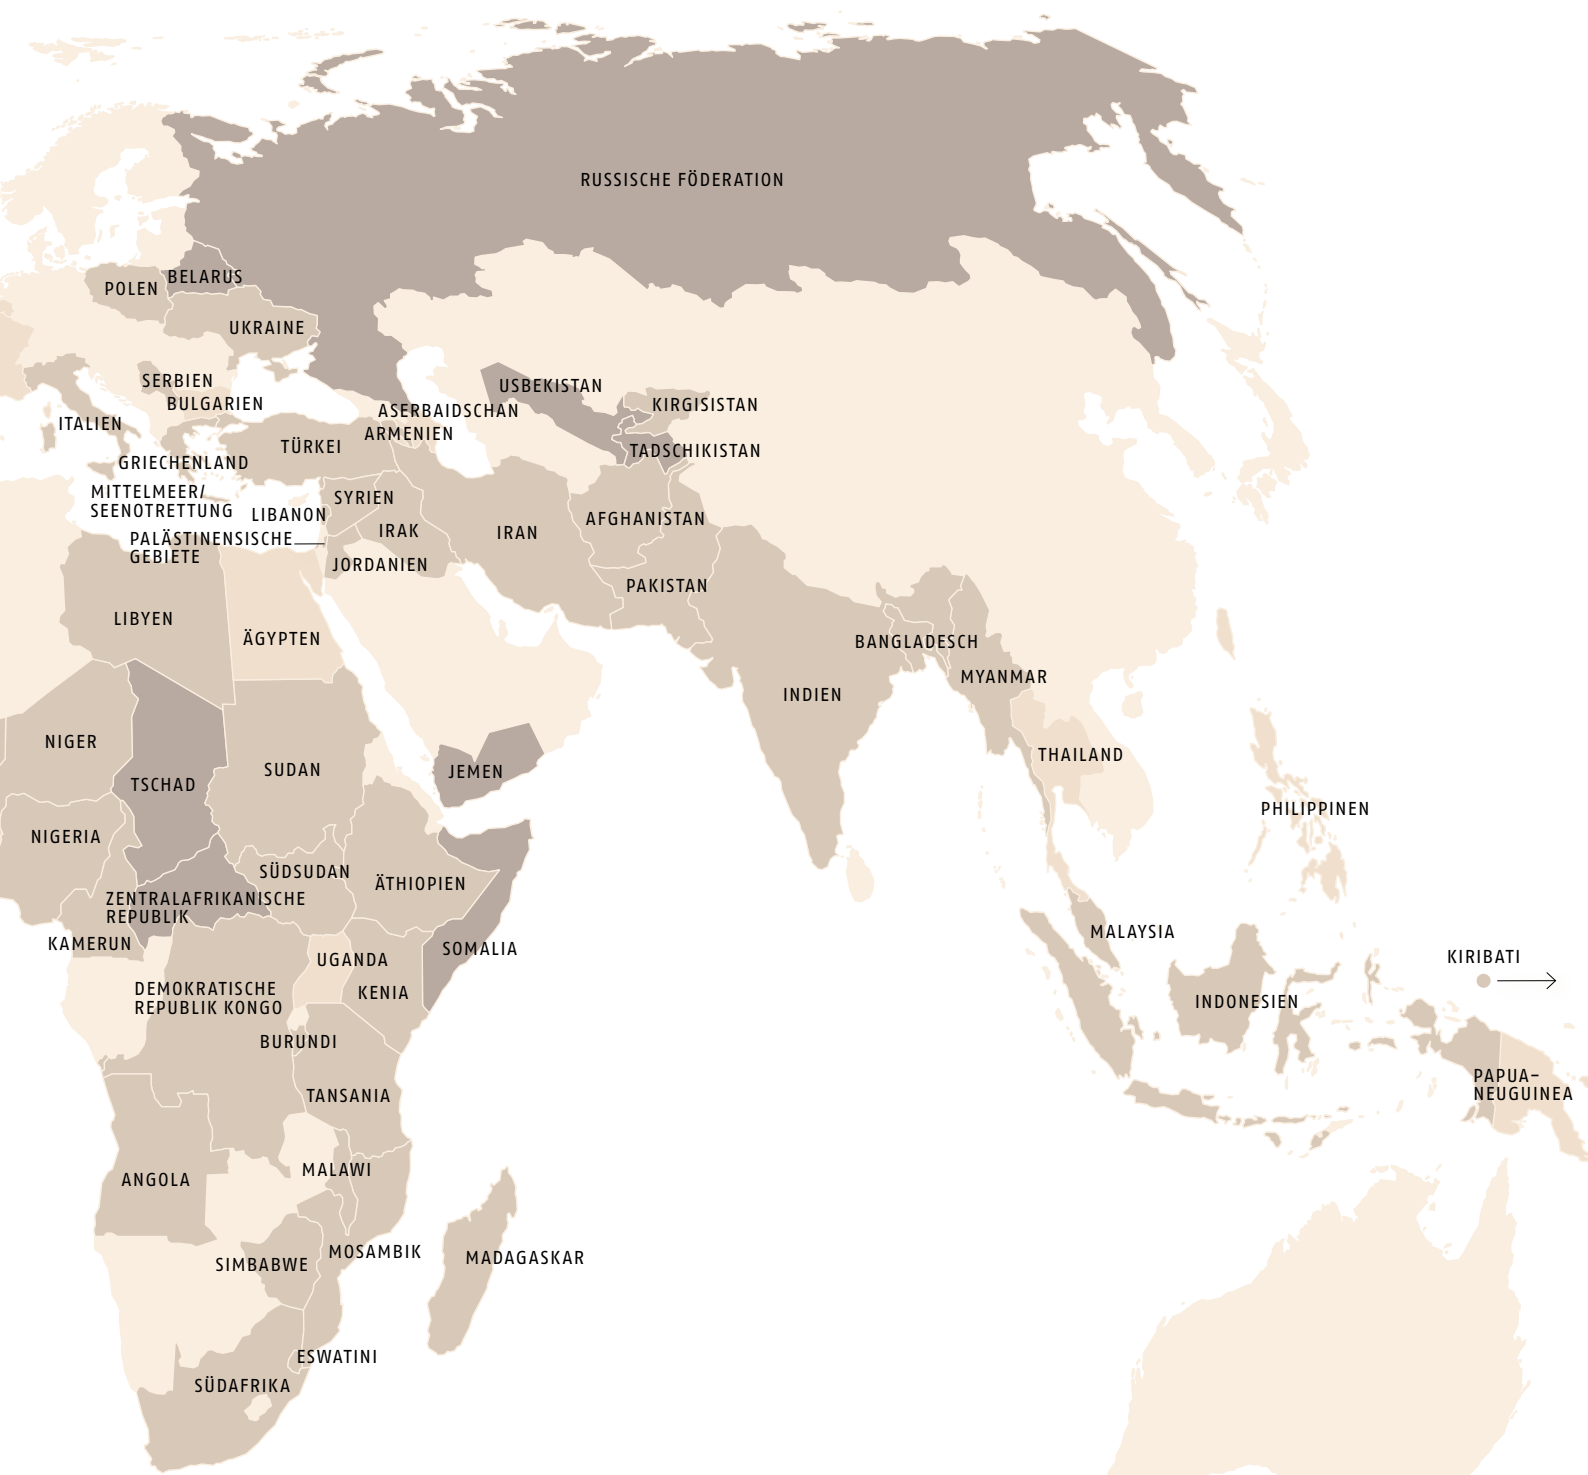 RUSSISCHE FÖDERATION
BELARUS
POLEN
UKRAINE
SERBIEN
USBEKISTAN
BULGARIEN
ASERBAIDSCHAN
KIRGISISTAN
ITALIEN
ARMENIEN
TÜRKEI
TADSCHIKISTAN
GRIECHENLAND
MITTELMEER/
SEENOTRETTUNG
SYRIEN
LIBANON
AFGHANISTAN
IRAK
IRAN
PALÄSTINENSISCHE
GEBIETE
JORDANIEN
PAKISTAN
LIBYEN
ÄGYPTEN
BANGLADESCH
MYANMAR
INDIEN
NIGER
THAILAND
SUDAN
JEMEN
TSCHAD
PHILIPPINEN
NIGERIA
SÜDSUDAN
ÄTHIOPIEN
ZENTRALAFRIKANISCHE
REPUBLIK
MALAYSIA
KAMERUN
SOMALIA
KIRIBATI
UGANDA
KENIA
DEMOKRATISCHE
REPUBLIK KONGO
INDONESIEN
BURUNDI
PAPUA-
NEUGUINEA
TANSANIA
MALAWI
ANGOLA
MOSAMBIK
MADAGASKAR
SIMBABWE
ESWATINI
SÜDAFRIKA